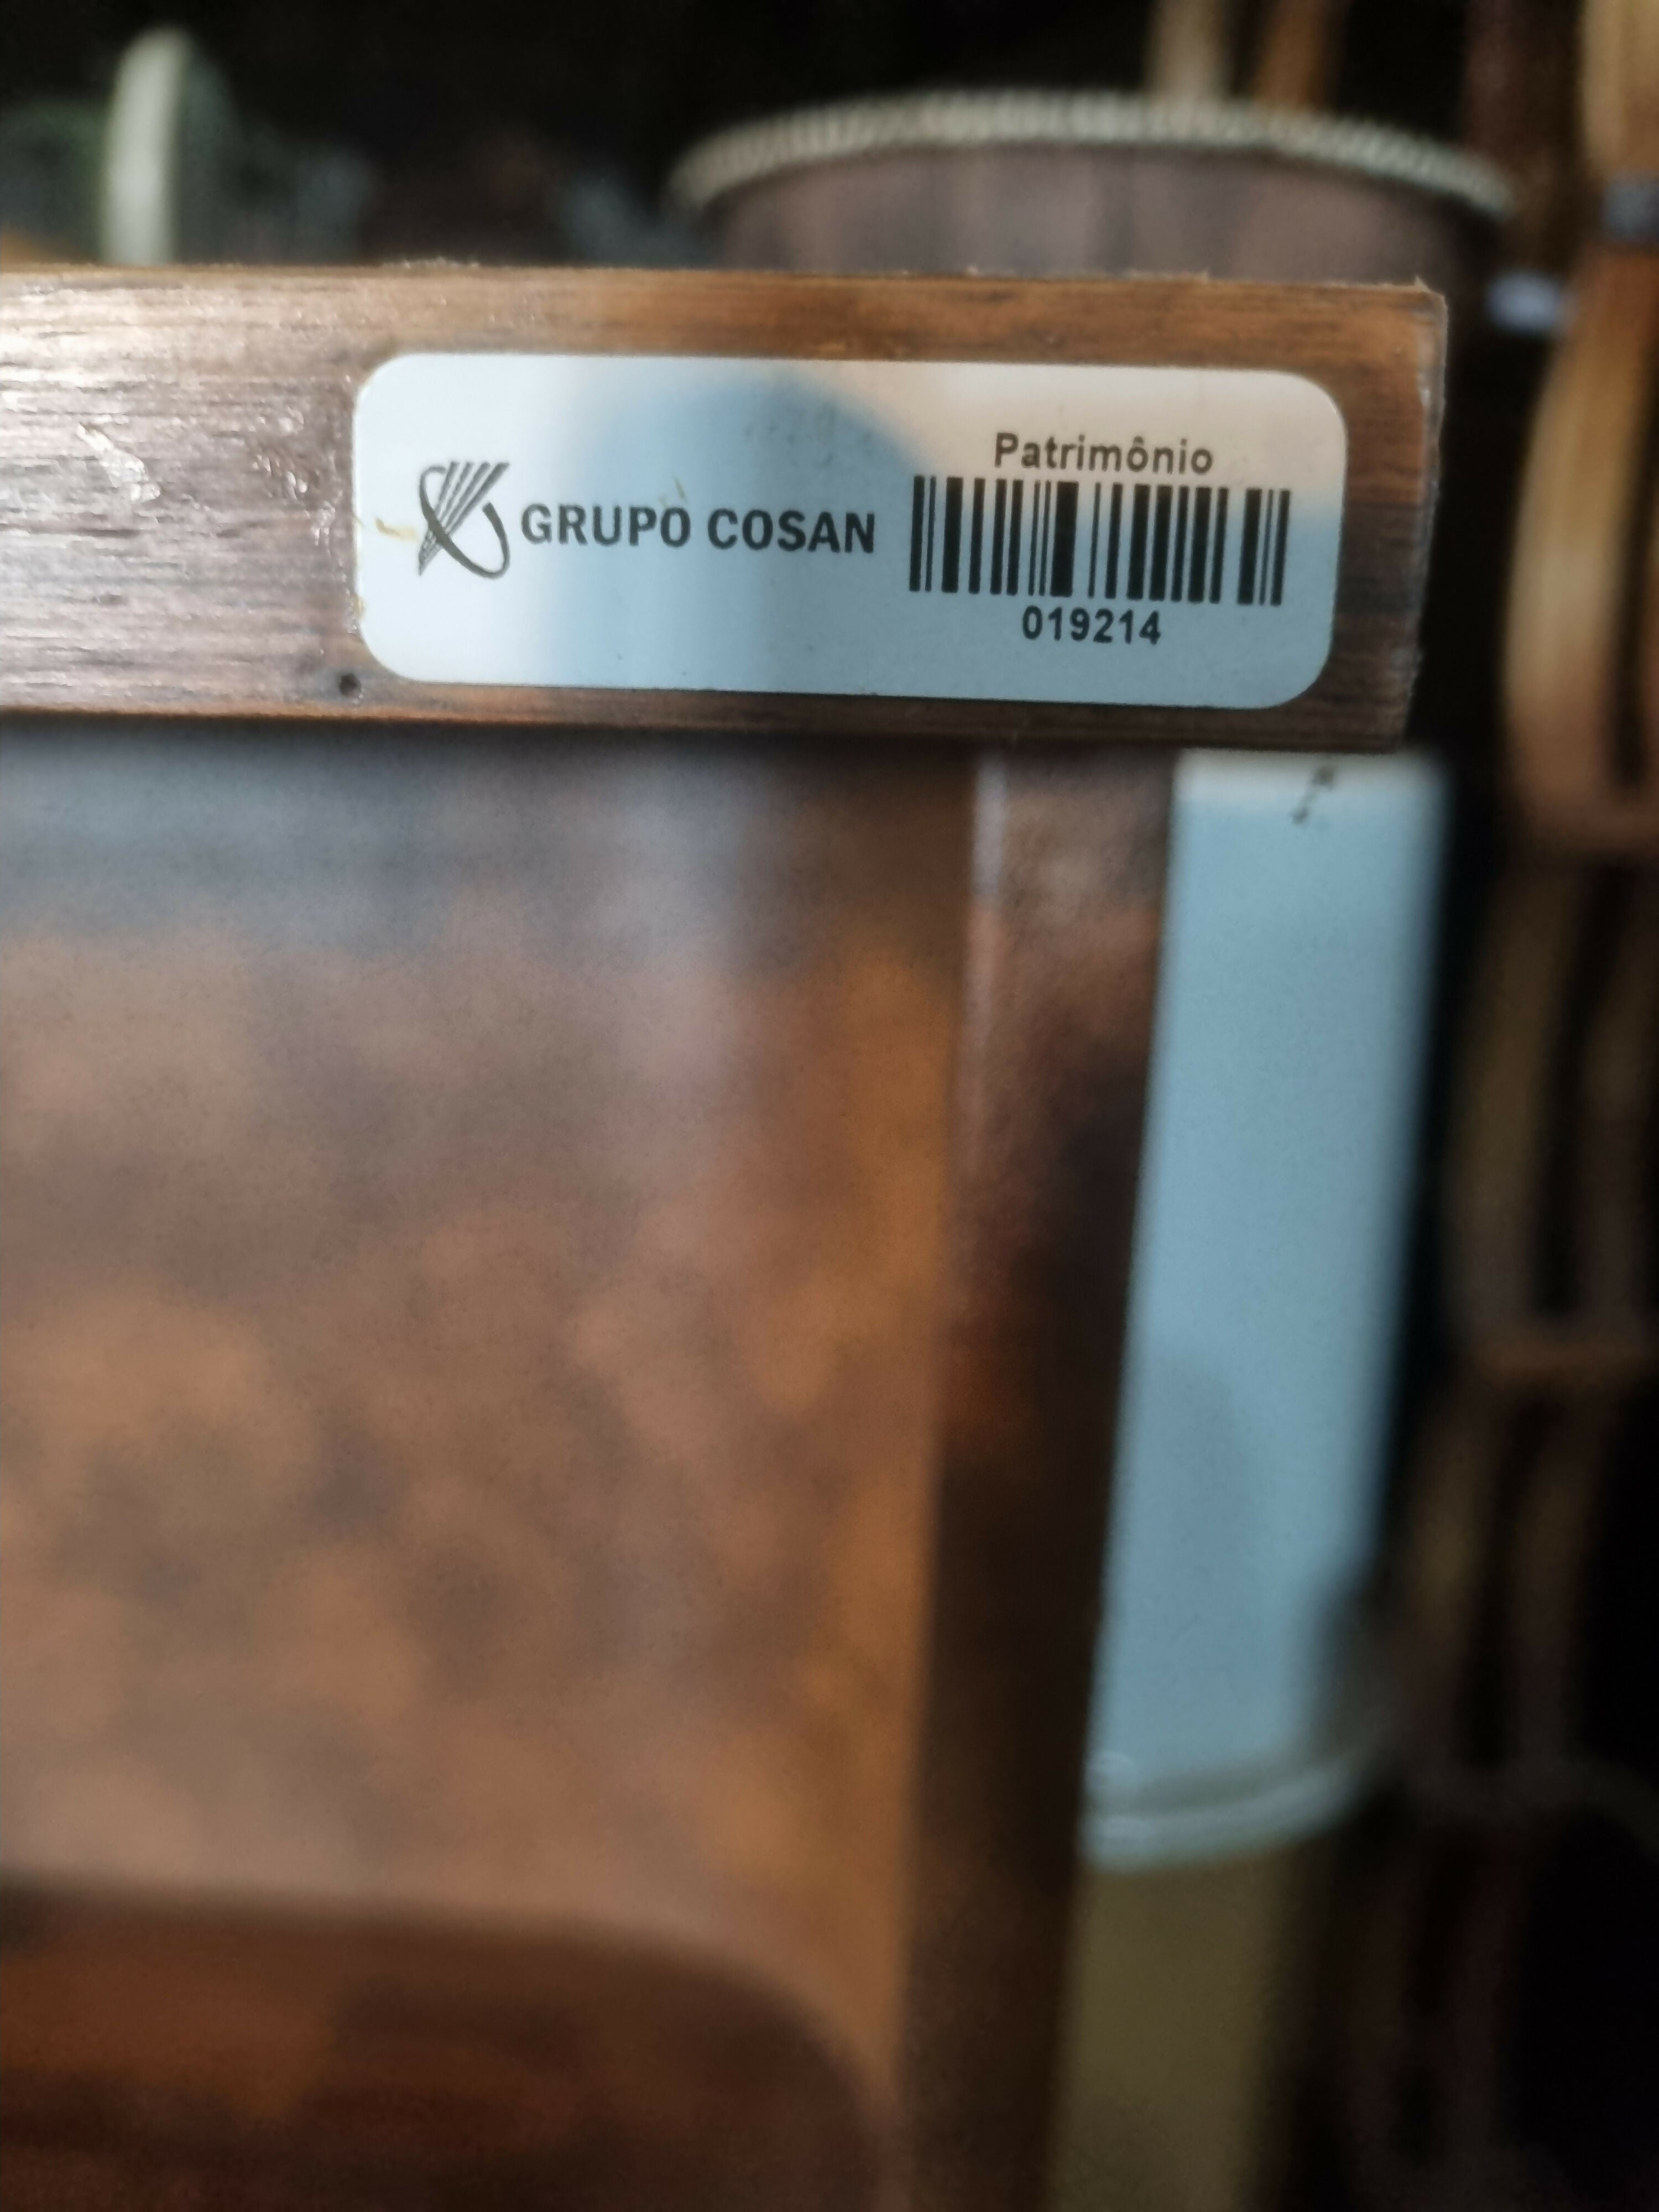 GRUPO COSAN
Patrimônio
019214